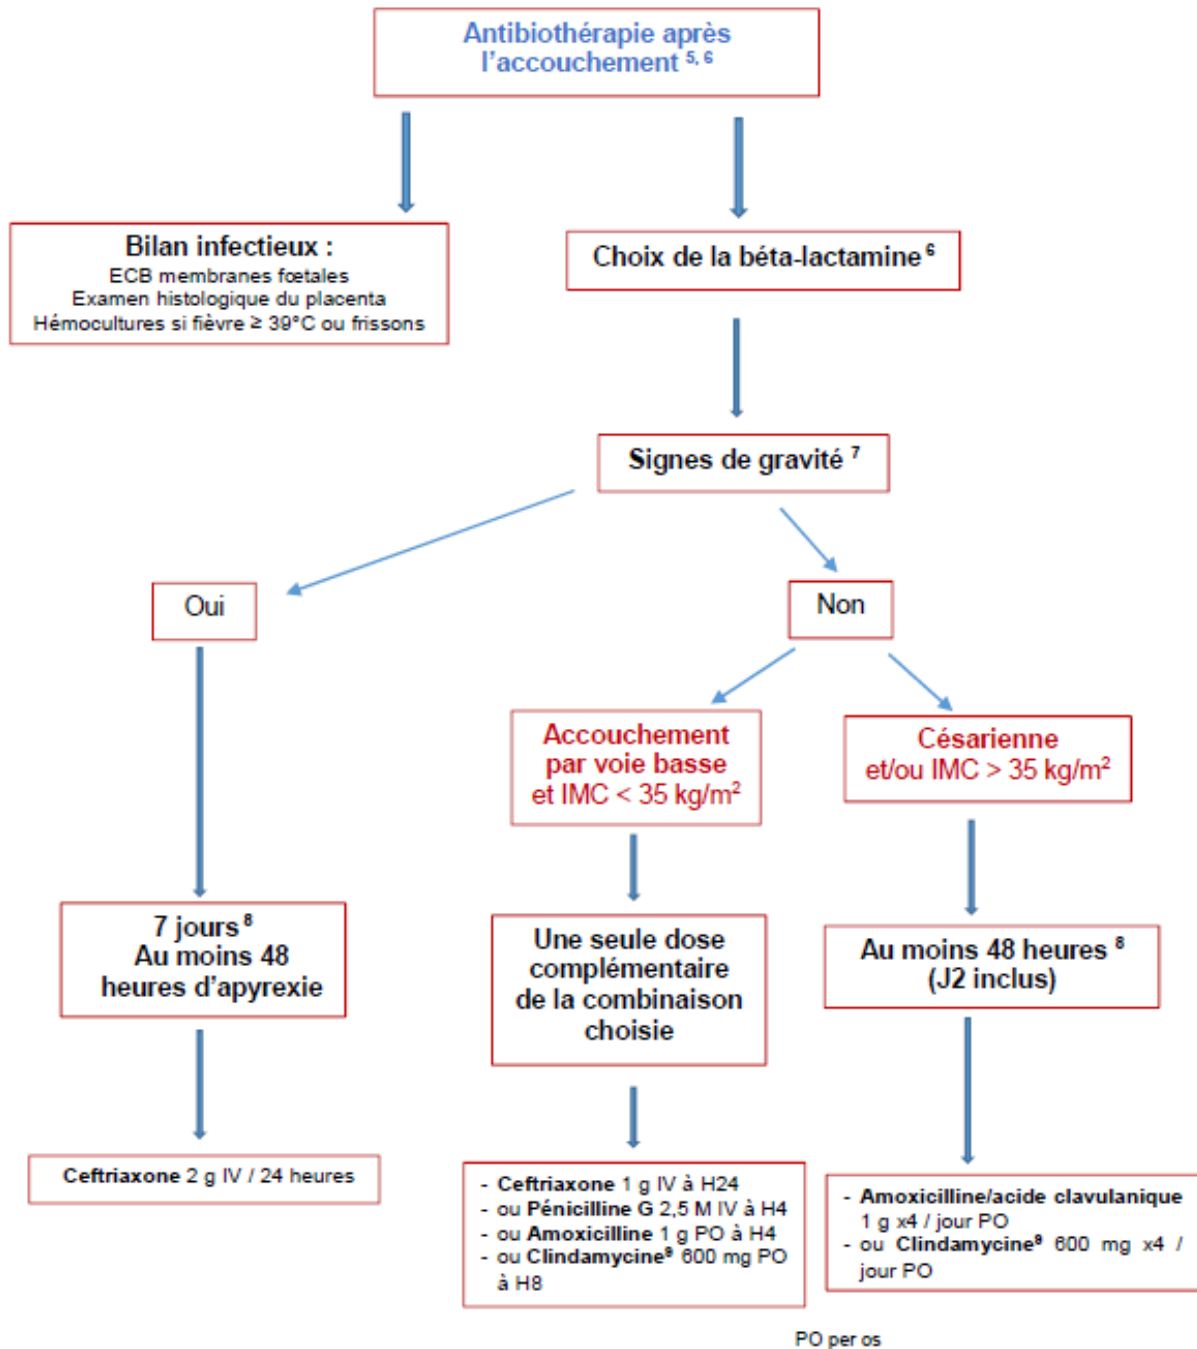 Antibiothérapie après
l'accouchement 5, 6
Bilan infectieux :
ECB membranes fœtales
Examen histologique du placenta
Hémocultures si fièvre ≥ 39°C ou frissons
Choix de la béta-lactamine 6
Signes de gravité 7
Oui
Non
Accouchement
par voie basse
et IMC < 35 kg/m²
Césarienne
et/ou IMC > 35 kg/m²
7 jours 8
Au moins 48
heures d'apyrexie
Une seule dose
complémentaire
de la combinaison
choisie
Au moins 48 heures 8
(J2 inclus)
Ceftriaxone 2 g IV / 24 heures
- Ceftriaxone 1 g IV à H24
- ou Pénicilline G 2,5 M IV à H4
- ou Amoxicilline 1 g PO à H4
- ou Clindamycine9 600 mg PO
à H8
- Amoxicilline/acide clavulanique
1 g x4 / jour PO
- ou Clindamycine9 600 mg x4 /
jour PO
PO per os